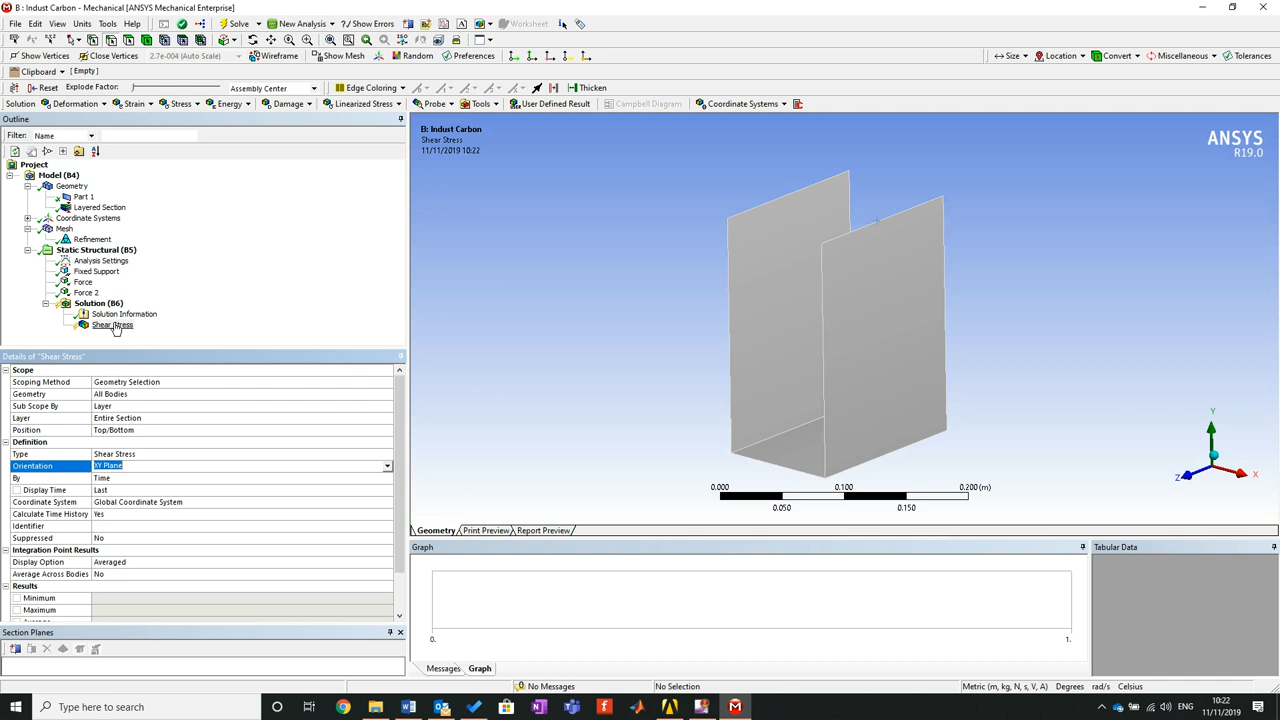 B : Indust Carbon - Mechanical [ANSYS Mechanical Enterprise]
File Edit View Units Tools Help Solve New Analysis ?/ Show Errors Worksheet
Show Vertices Close Vertices 2.7e-004 (Auto Scale) Wireframe Show Mesh Random Preferences Size Location Convert Miscellaneous Tolerances
Clipboard [ Empty ]
Reset Explode Factor: Assembly Center Edge Coloring Thicken
Solution Deformation Strain Stress Energy Damage Linearized Stress Probe Tools User Defined Result Campbell Diagram Coordinate Systems
Outline
Filter: Name
Project
Model (B4)
Geometry
Part 1
Layered Section
Coordinate Systems
Mesh
Refinement
Static Structural (B5)
Analysis Settings
Fixed Support
Force
Force 2
Solution (B6)
Solution Information
Shear Stress
Details of "Shear Stress"
Scope
Scoping Method Geometry Selection
Geometry All Bodies
Sub Scope By Layer
Layer Entire Section
Position Top/Bottom
Definition
Type Shear Stress
Orientation XY Plane
By Time
Display Time Last
Coordinate System Global Coordinate System
Calculate Time History Yes
Identifier
Suppressed No
Integration Point Results
Display Option Averaged
Average Across Bodies No
Results
Minimum
Maximum
Section Planes
B: Indust Carbon
Shear Stress
11/11/2019 10:22
ANSYS
R19.0
Y
Z
X
0.000 0.100 0.200 (m)
0.050 0.150
Geometry Print Preview Report Preview
Graph
Tabular Data
0. 1.
Messages Graph
No Messages No Selection Metric (m, kg, N, s, V, A) Degrees rad/s Celsius
Type here to search
ENG
10:22
11/11/2019